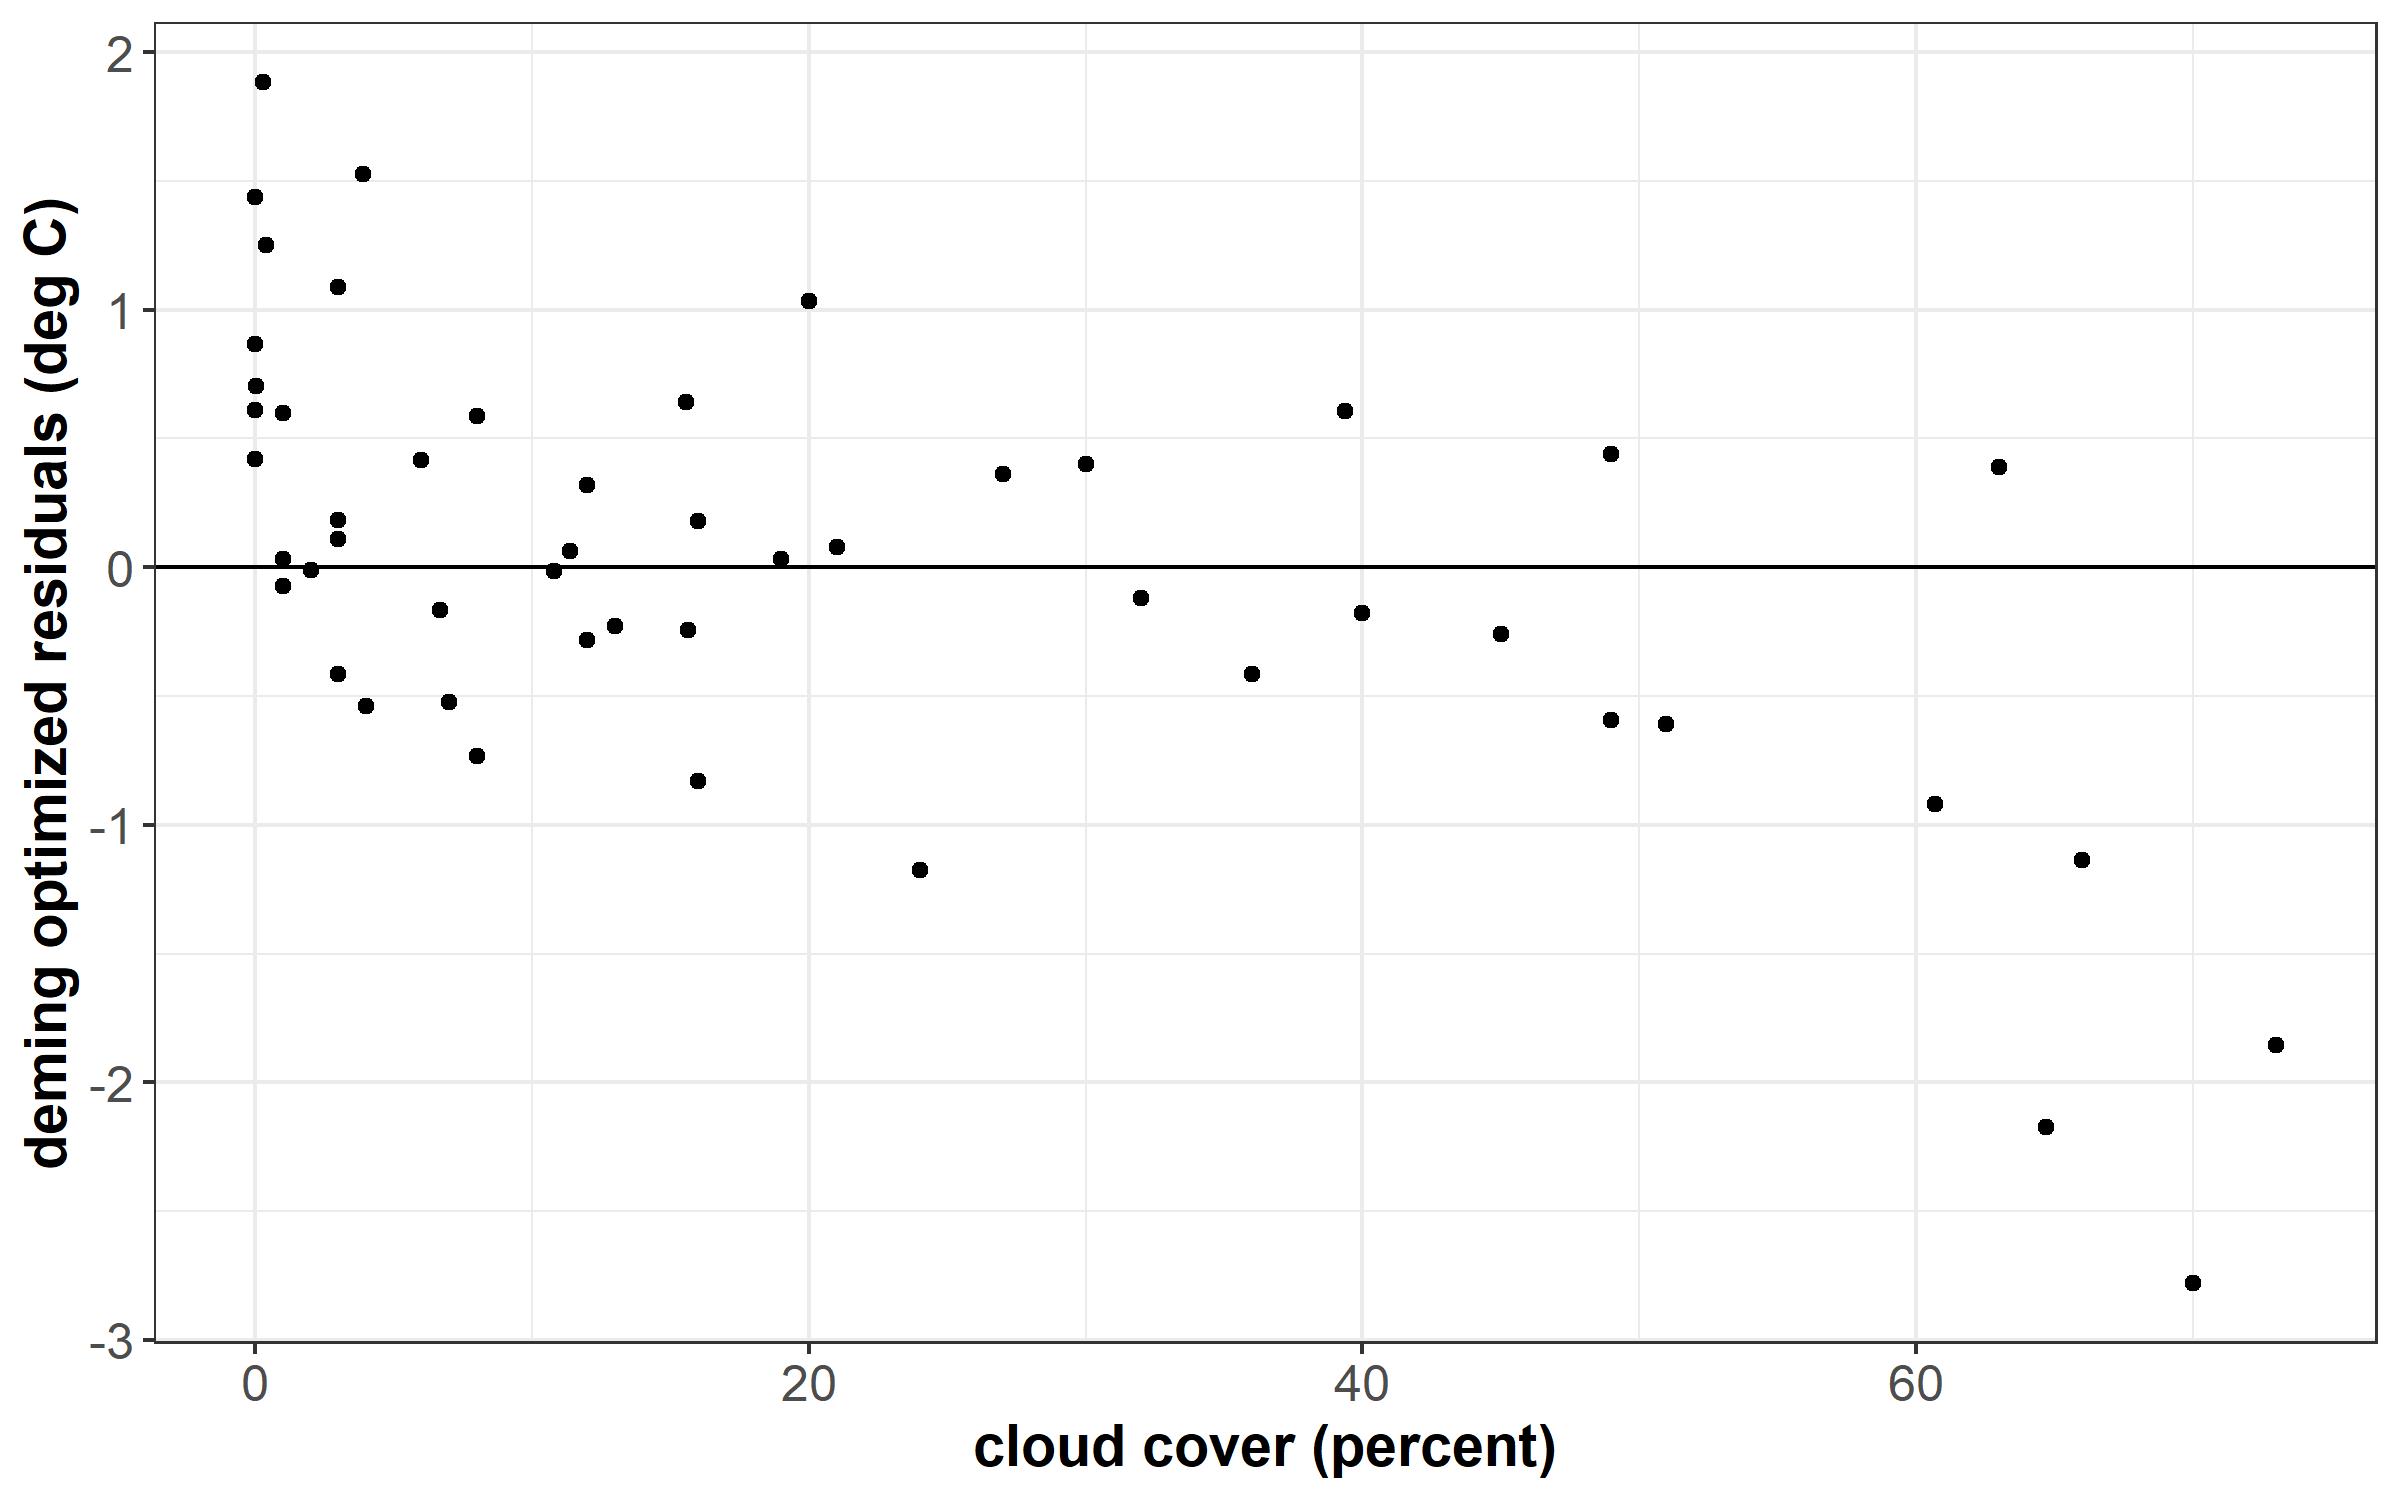 deming optimized residuals (deg C)
2
1
0
-1
-2
-3
0 20 40 60
cloud cover (percent)